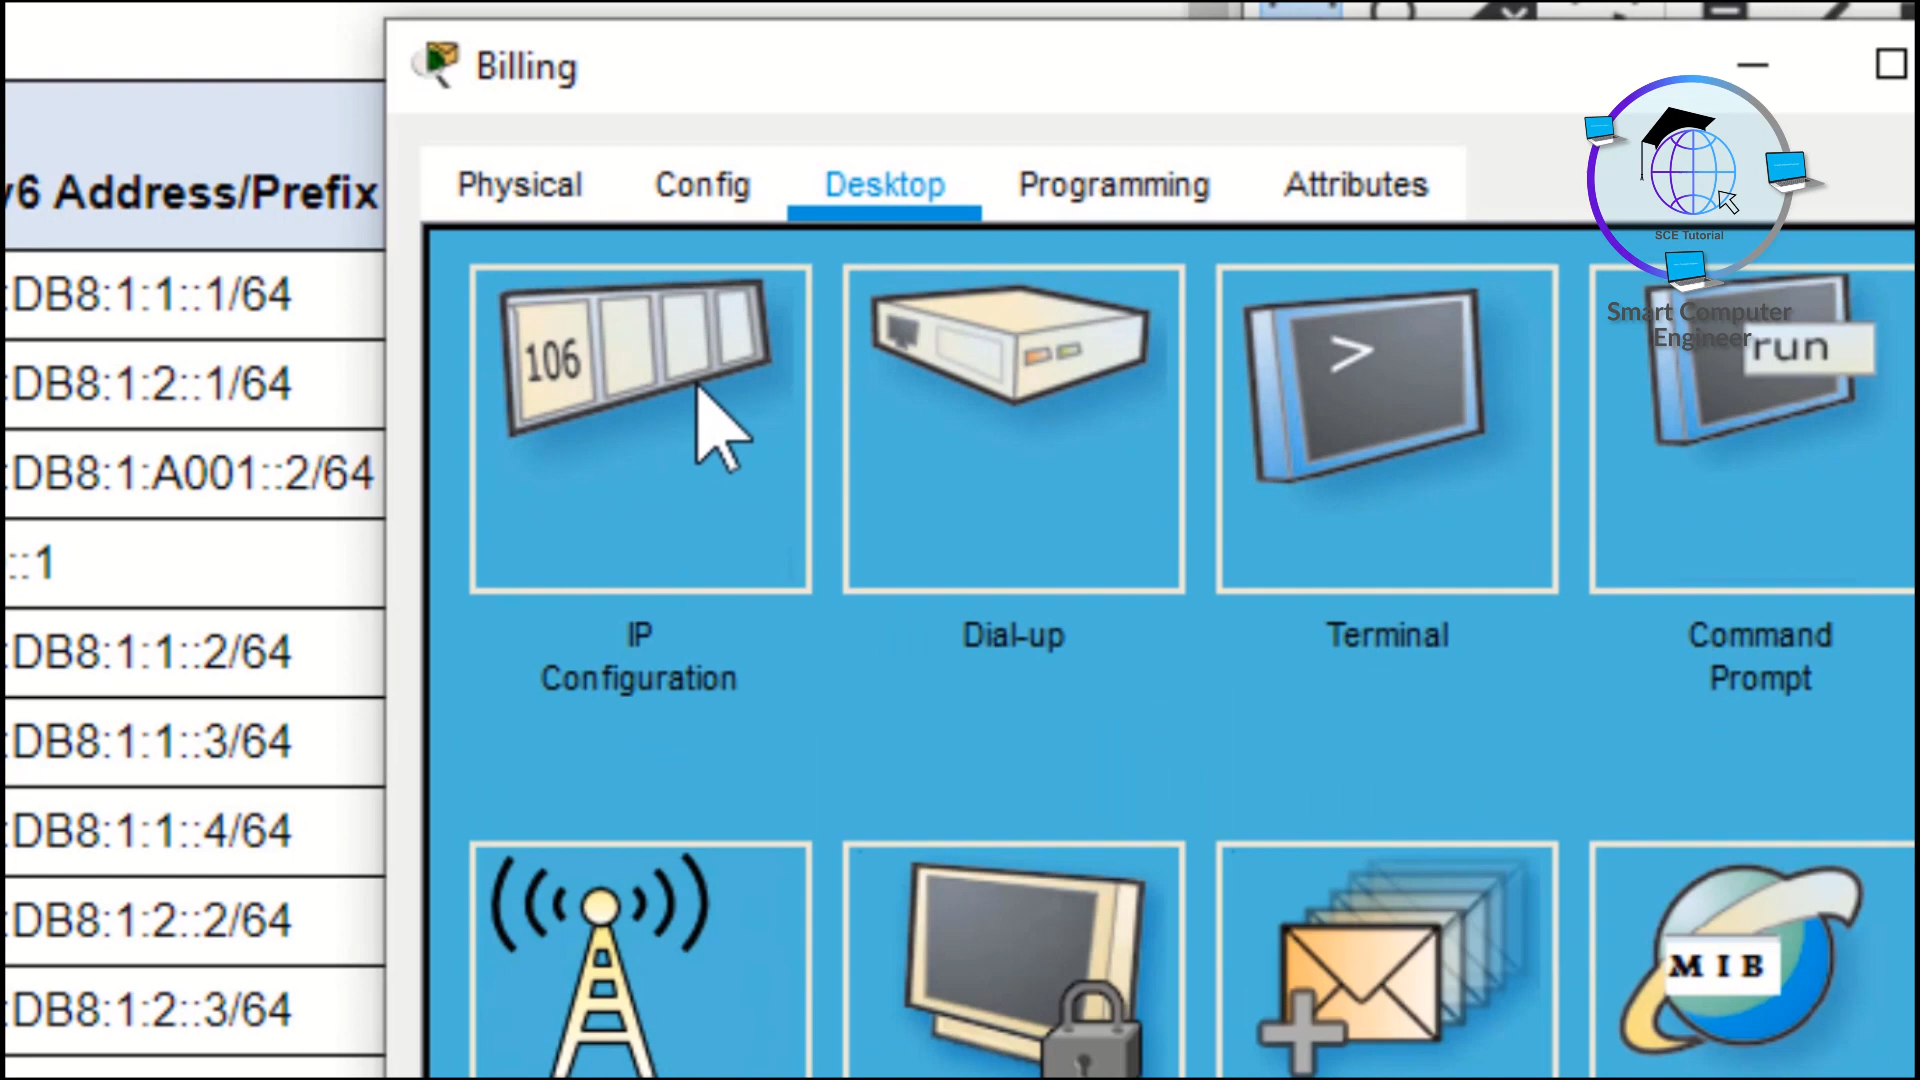 Billing
Physical Config Desktop Programming Attributes
v6 Address/Prefix
:DB8:1:1::1/64
:DB8:1:2::1/64
:DB8:1:A001::2/64
::1
:DB8:1:1::2/64
:DB8:1:1::3/64
:DB8:1:1::4/64
:DB8:1:2::2/64
:DB8:1:2::3/64
SCE Tutorial
Smart Computer
Engineer
106
>
run
IP
Configuration
Dial-up
Terminal
Command
Prompt
MIB